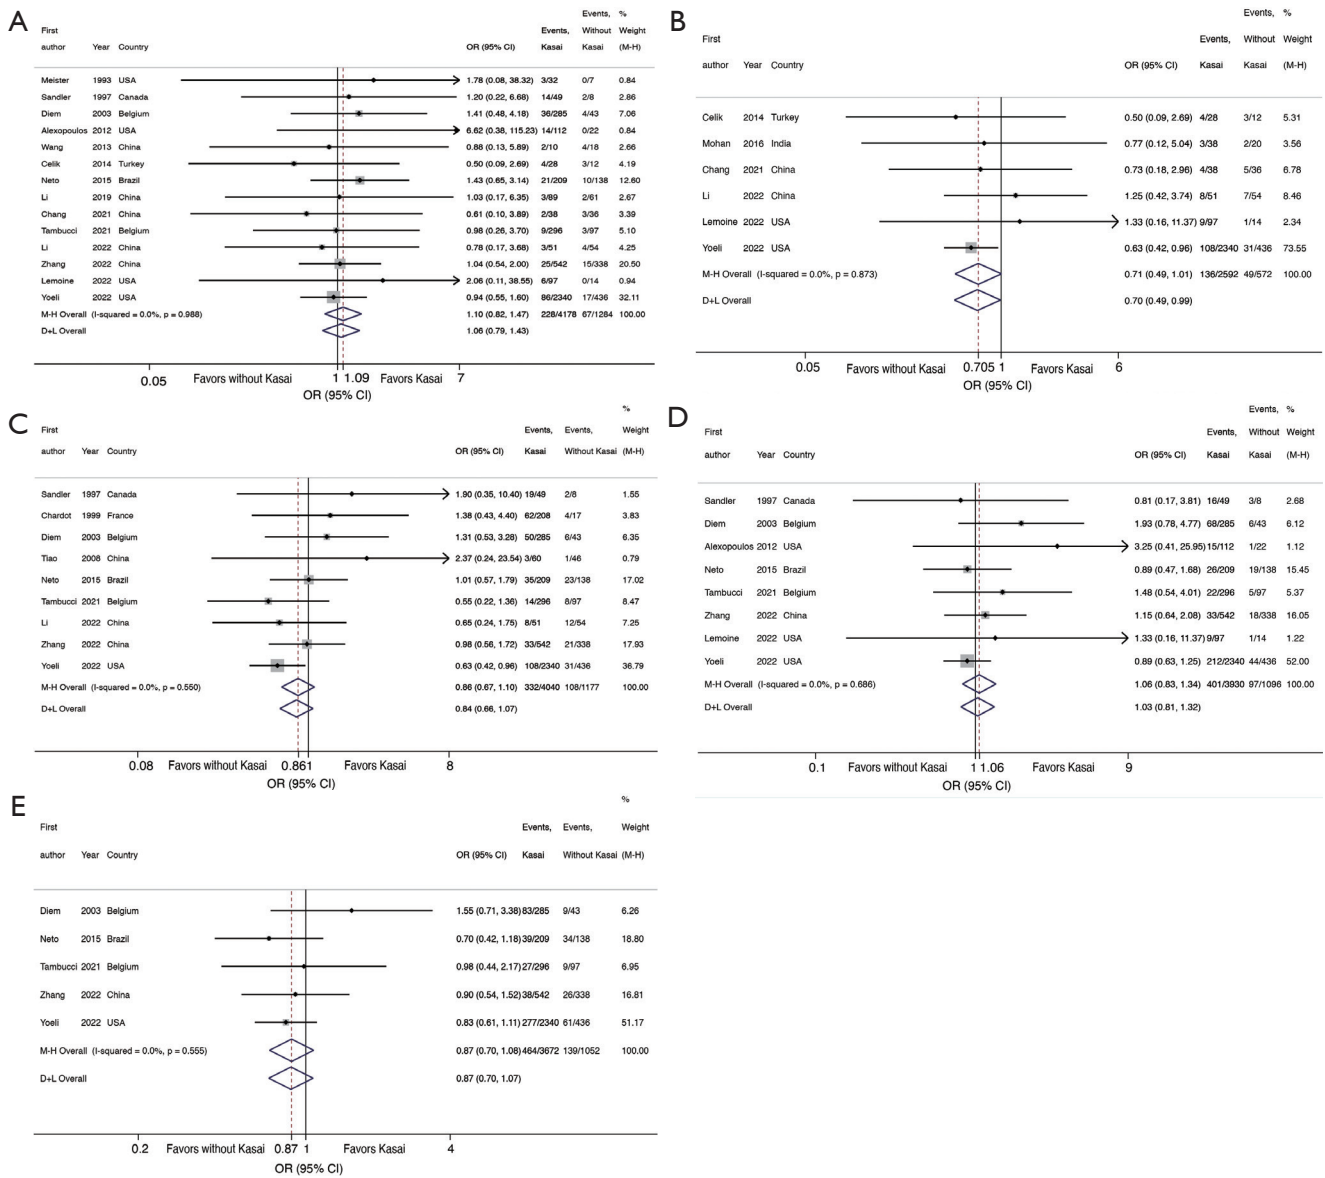 A
Events, %
First Events, Without Weight
author Year Country OR (95% CI) Kasai Kasai (M-H)
Meister 1993 USA 1.78 (0.08, 38.32) 3/32 0/7 0.84
Sandler 1997 Canada 1.20 (0.22, 6.68) 14/49 2/8 2.86
Diem 2003 Belgium 1.41 (0.48, 4.18) 36/285 4/43 7.06
Alexopoulos 2012 USA 6.62 (0.38, 115.23) 14/112 0/22 0.84
Wang 2013 China 0.88 (0.13, 5.89) 2/10 4/18 2.66
Celik 2014 Turkey 0.50 (0.09, 2.69) 4/28 3/12 4.19
Neto 2015 Brazil 1.43 (0.65, 3.14) 21/209 10/138 12.60
Li 2019 China 1.03 (0.17, 6.35) 3/89 2/61 2.67
Chang 2021 China 0.61 (0.10, 3.89) 2/38 3/36 3.39
Tambucci 2021 Belgium 0.98 (0.26, 3.70) 9/296 3/97 5.10
Li 2022 China 0.78 (0.17, 3.68) 3/51 4/54 4.25
Zhang 2022 China 1.04 (0.54, 2.00) 25/542 15/338 20.50
Lemoine 2022 USA 2.06 (0.11, 38.55) 6/97 0/14 0.94
Yoeli 2022 USA 0.94 (0.55, 1.60) 86/2340 17/436 32.11
M-H Overall (I-squared = 0.0%, p = 0.988) 1.10 (0.82, 1.47) 228/4178 67/1284 100.00
D+L Overall 1.06 (0.79, 1.43)
0.05 Favors without Kasai 1 1.09 Favors Kasai 7
OR (95% CI)
B
Events, %
First Events, Without Weight
author Year Country OR (95% CI) Kasai Kasai (M-H)
Celik 2014 Turkey 0.50 (0.09, 2.69) 4/28 3/12 5.31
Mohan 2016 India 0.77 (0.12, 5.04) 3/38 2/20 3.56
Chang 2021 China 0.73 (0.18, 2.96) 4/38 5/36 6.78
Li 2022 China 1.25 (0.42, 3.74) 8/51 7/54 8.46
Lemoine 2022 USA 1.33 (0.16, 11.37) 9/97 1/14 2.34
Yoeli 2022 USA 0.63 (0.42, 0.96) 108/2340 31/436 73.55
M-H Overall (I-squared = 0.0%, p = 0.873) 0.71 (0.49, 1.01) 136/2592 49/572 100.00
D+L Overall 0.70 (0.49, 0.99)
0.05 Favors without Kasai 0.705 1 Favors Kasai 6
OR (95% CI)
C
%
First Events, Events, Weight
author Year Country OR (95% CI) Kasai Without Kasai (M-H)
Sandler 1997 Canada 1.90 (0.35, 10.40) 19/49 2/8 1.55
Chardot 1999 France 1.38 (0.43, 4.40) 62/208 4/17 3.83
Diem 2003 Belgium 1.31 (0.53, 3.28) 50/285 6/43 6.35
Tiao 2008 China 2.37 (0.24, 23.54) 3/60 1/46 0.79
Neto 2015 Brazil 1.01 (0.57, 1.79) 35/209 23/138 17.02
Tambucci 2021 Belgium 0.55 (0.22, 1.36) 14/296 8/97 8.47
Li 2022 China 0.65 (0.24, 1.75) 8/51 12/54 7.25
Zhang 2022 China 0.98 (0.56, 1.72) 33/542 21/338 17.93
Yoeli 2022 USA 0.63 (0.42, 0.96) 108/2340 31/436 36.79
M-H Overall (I-squared = 0.0%, p = 0.550) 0.86 (0.67, 1.10) 332/4040 108/1177 100.00
D+L Overall 0.84 (0.66, 1.07)
0.08 Favors without Kasai 0.861 Favors Kasai 8
OR (95% CI)
D
Events, %
First Events, Without Weight
author Year Country OR (95% CI) Kasai Kasai (M-H)
Sandler 1997 Canada 0.81 (0.17, 3.81) 16/49 3/8 2.68
Diem 2003 Belgium 1.93 (0.78, 4.77) 68/285 6/43 6.12
Alexopoulos 2012 USA 3.25 (0.41, 25.95) 15/112 1/22 1.12
Neto 2015 Brazil 0.89 (0.47, 1.68) 26/209 19/138 15.45
Tambucci 2021 Belgium 1.48 (0.54, 4.01) 22/296 5/97 5.37
Zhang 2022 China 1.15 (0.64, 2.08) 33/542 18/338 16.05
Lemoine 2022 USA 1.33 (0.16, 11.37) 9/97 1/14 1.22
Yoeli 2022 USA 0.89 (0.63, 1.25) 212/2340 44/436 52.00
M-H Overall (I-squared = 0.0%, p = 0.686) 1.06 (0.83, 1.34) 401/3930 97/1096 100.00
D+L Overall 1.03 (0.81, 1.32)
0.1 Favors without Kasai 1 1.06 Favors Kasai 9
OR (95% CI)
E
%
First Events, Events, Weight
author Year Country OR (95% CI) Kasai Without Kasai (M-H)
Diem 2003 Belgium 1.55 (0.71, 3.38) 83/285 9/43 6.26
Neto 2015 Brazil 0.70 (0.42, 1.18) 39/209 34/138 18.80
Tambucci 2021 Belgium 0.98 (0.44, 2.17) 27/296 9/97 6.95
Zhang 2022 China 0.90 (0.54, 1.52) 38/542 26/338 16.81
Yoeli 2022 USA 0.83 (0.61, 1.11) 277/2340 61/436 51.17
M-H Overall (I-squared = 0.0%, p = 0.555) 0.87 (0.70, 1.08) 464/3672 139/1052 100.00
D+L Overall 0.87 (0.70, 1.07)
0.2 Favors without Kasai 0.87 1 Favors Kasai 4
OR (95% CI)